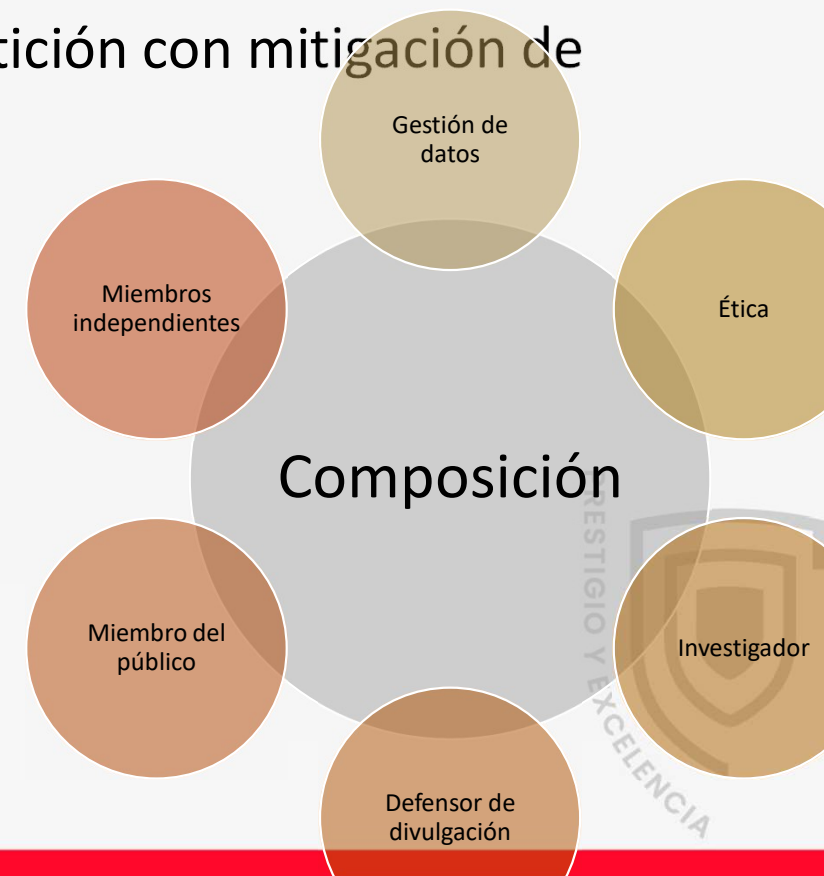 tición con mitigación de
Gestión de
datos
Miembros
independientes
Ética
Composición
Miembro del
público
Investigador
Defensor de
divulgación
PRESTIGIO Y EXCELENCIA